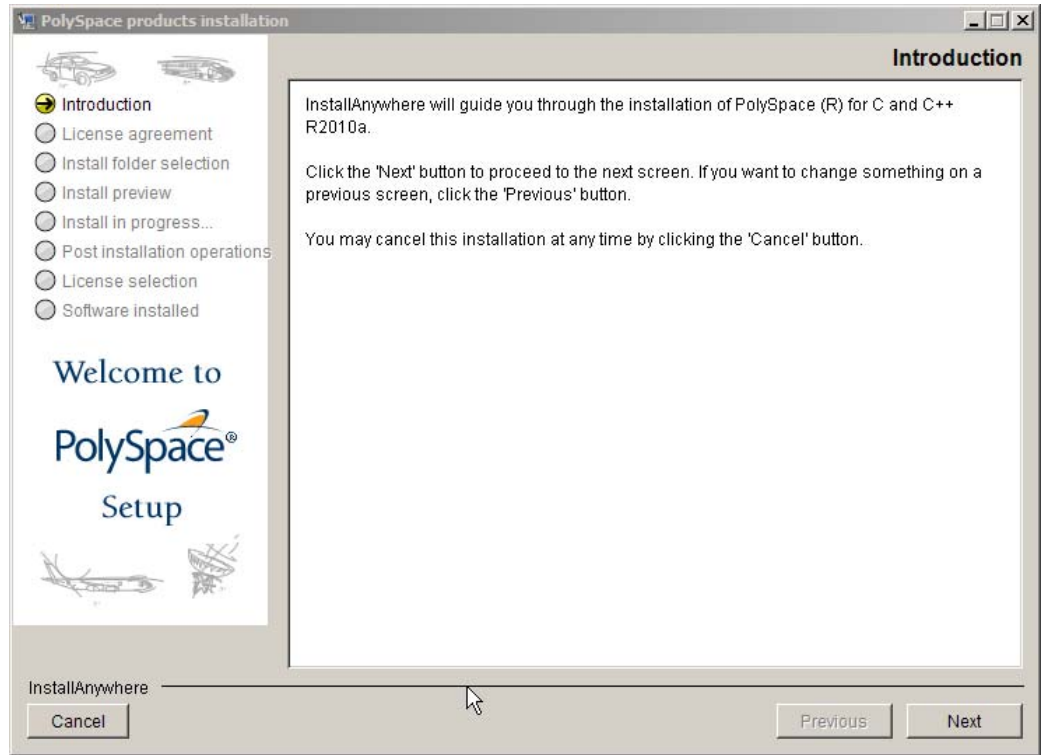 PolySpace products installation
Introduction
Introduction
License agreement
Install folder selection
Install preview
Install in progress...
Post installation operations
License selection
Software installed
Welcome to
PolySpace®
Setup
InstallAnywhere will guide you through the installation of PolySpace (R) for C and C++
R2010a.
Click the 'Next' button to proceed to the next screen. If you want to change something on a
previous screen, click the 'Previous' button.
You may cancel this installation at any time by clicking the 'Cancel' button.
InstallAnywhere
Cancel
Previous
Next